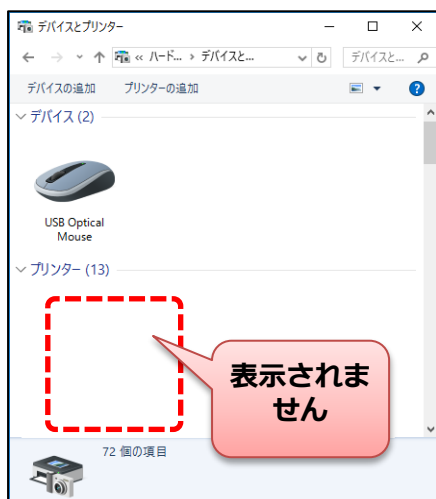 デバイスとプリンター
« ハード... › デバイスと...
デバイスと...
デバイスの追加 プリンターの追加
デバイス (2)
USB Optical
Mouse
プリンター (13)
表示されま
せん
72 個の項目